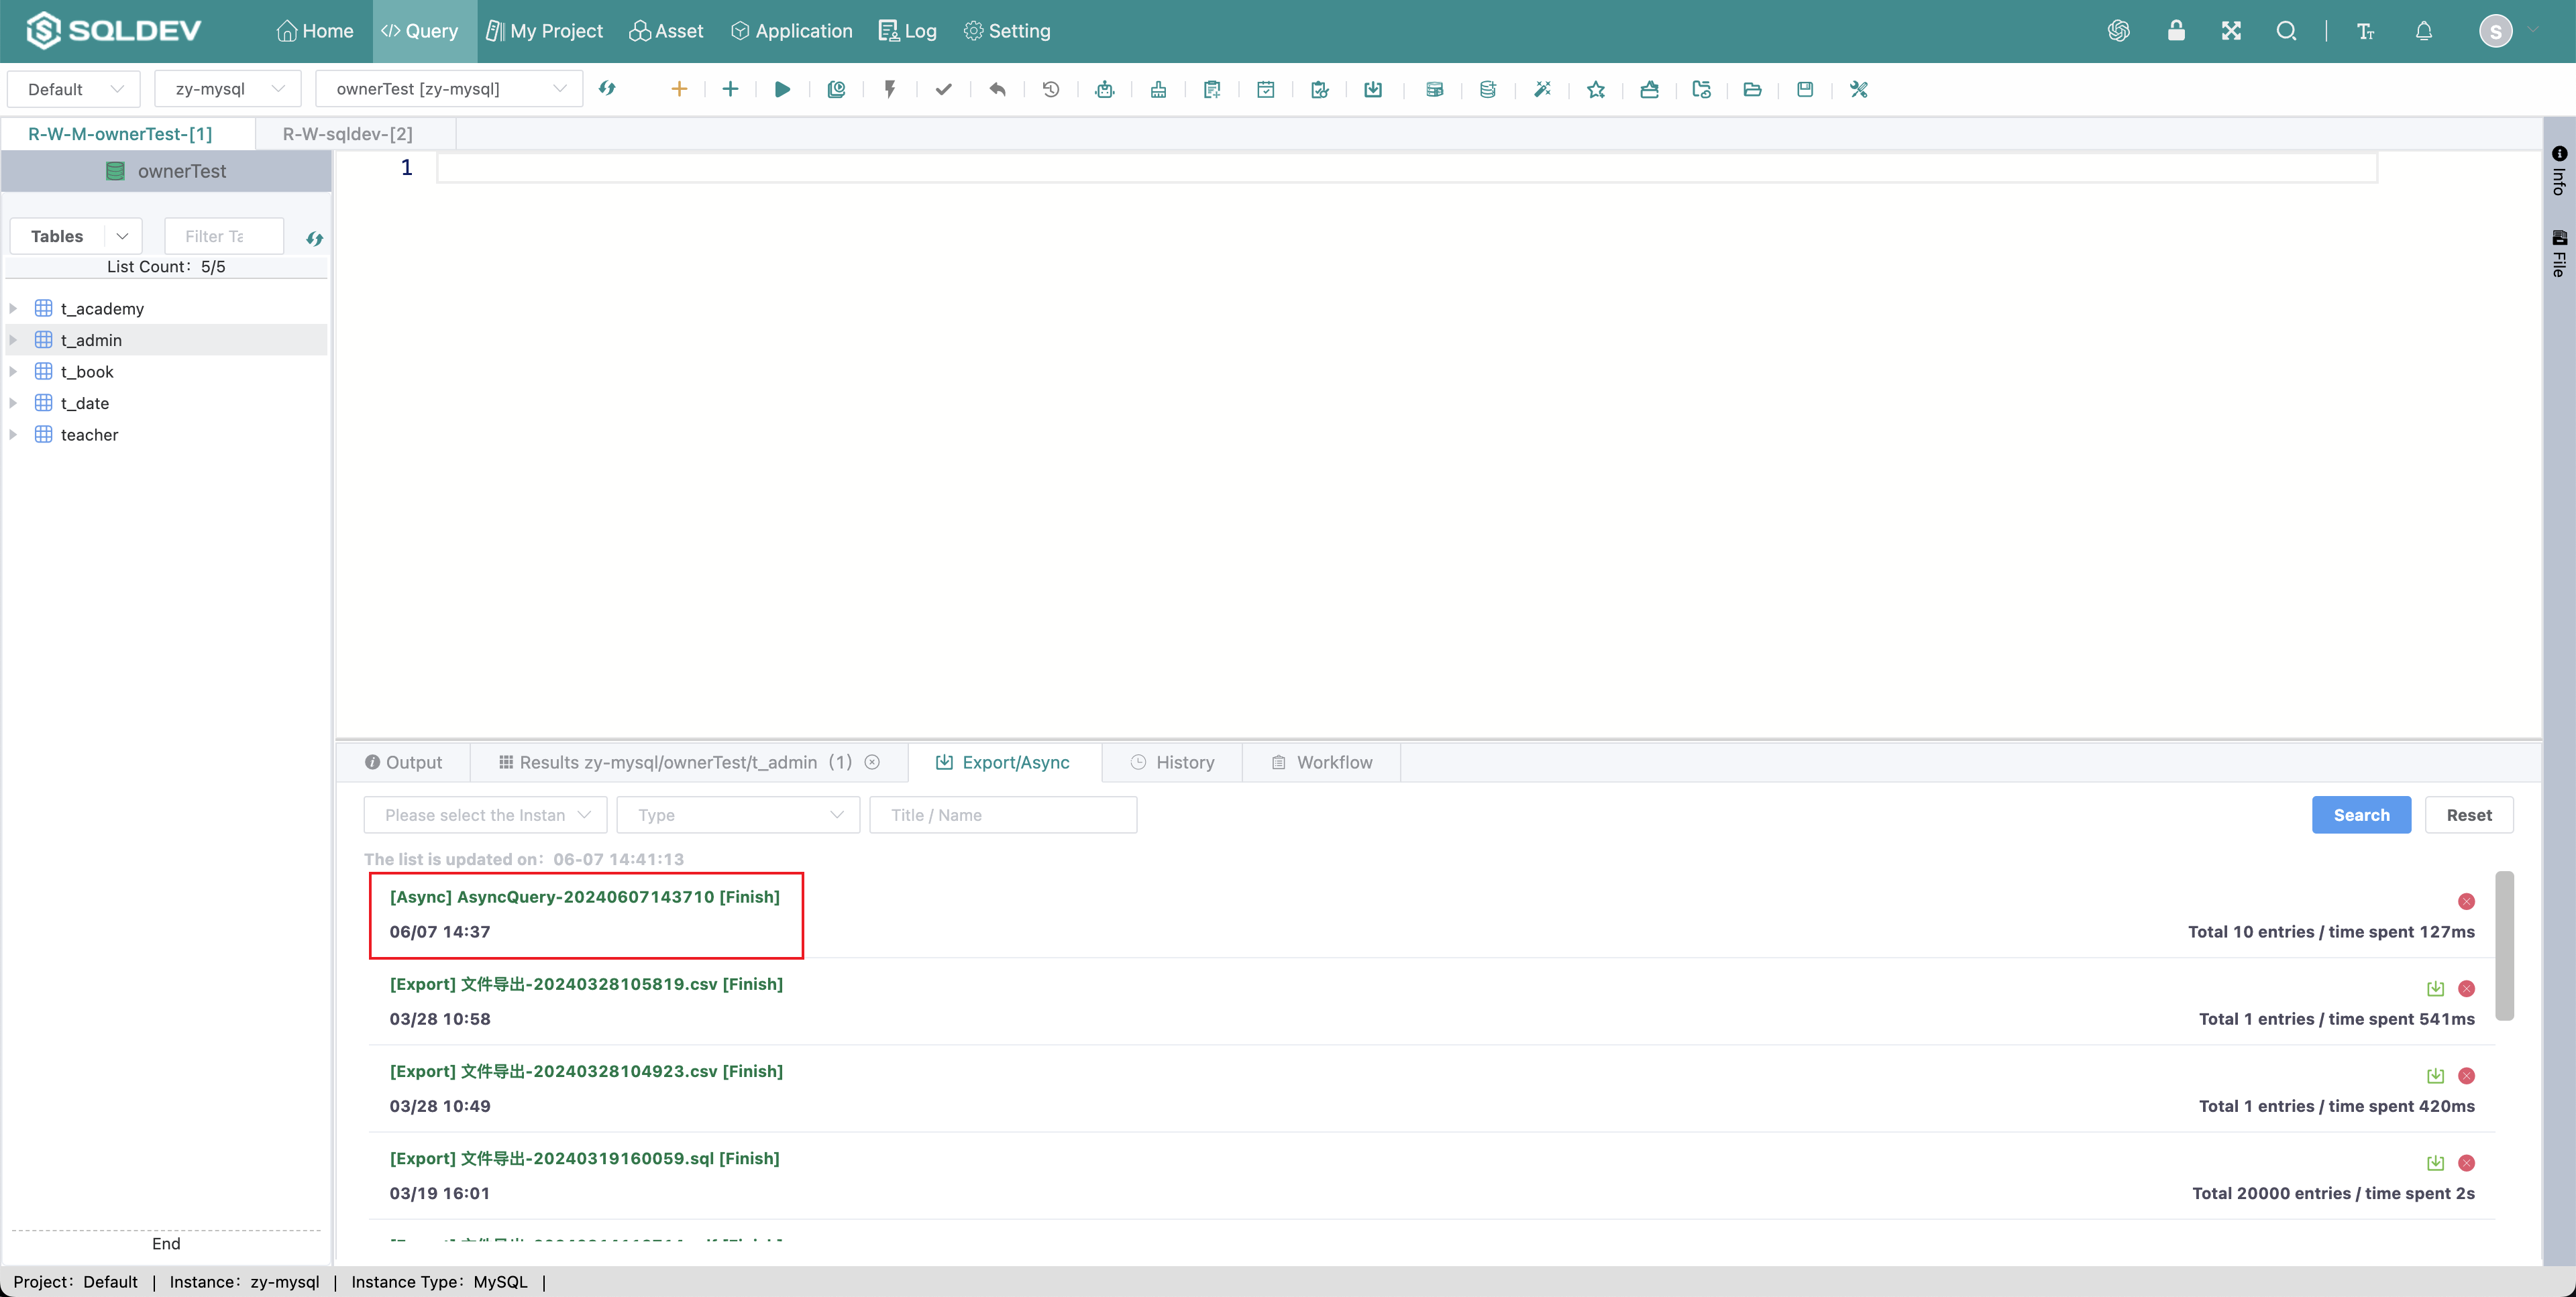 SQLDEV Home Query My Project Asset Application Log Setting S
Default zy-mysql ownerTest [zy-mysql]
R-W-M-ownerTest-[1] R-W-sqldev-[2]
ownerTest
1
Info
File
Tables Filter Ta
List Count：5/5
t_academy
t_admin
t_book
t_date
teacher
End
Output Results zy-mysql/ownerTest/t_admin (1) Export/Async History Workflow
Please select the Instan Type Title / Name Search Reset
The list is updated on：06-07 14:41:13
[Async] AsyncQuery-20240607143710 [Finish]
06/07 14:37 Total 10 entries / time spent 127ms
[Export] 文件导出-20240328105819.csv [Finish]
03/28 10:58 Total 1 entries / time spent 541ms
[Export] 文件导出-20240328104923.csv [Finish]
03/28 10:49 Total 1 entries / time spent 420ms
[Export] 文件导出-20240319160059.sql [Finish]
03/19 16:01 Total 20000 entries / time spent 2s
Project：Default | Instance：zy-mysql | Instance Type：MySQL |